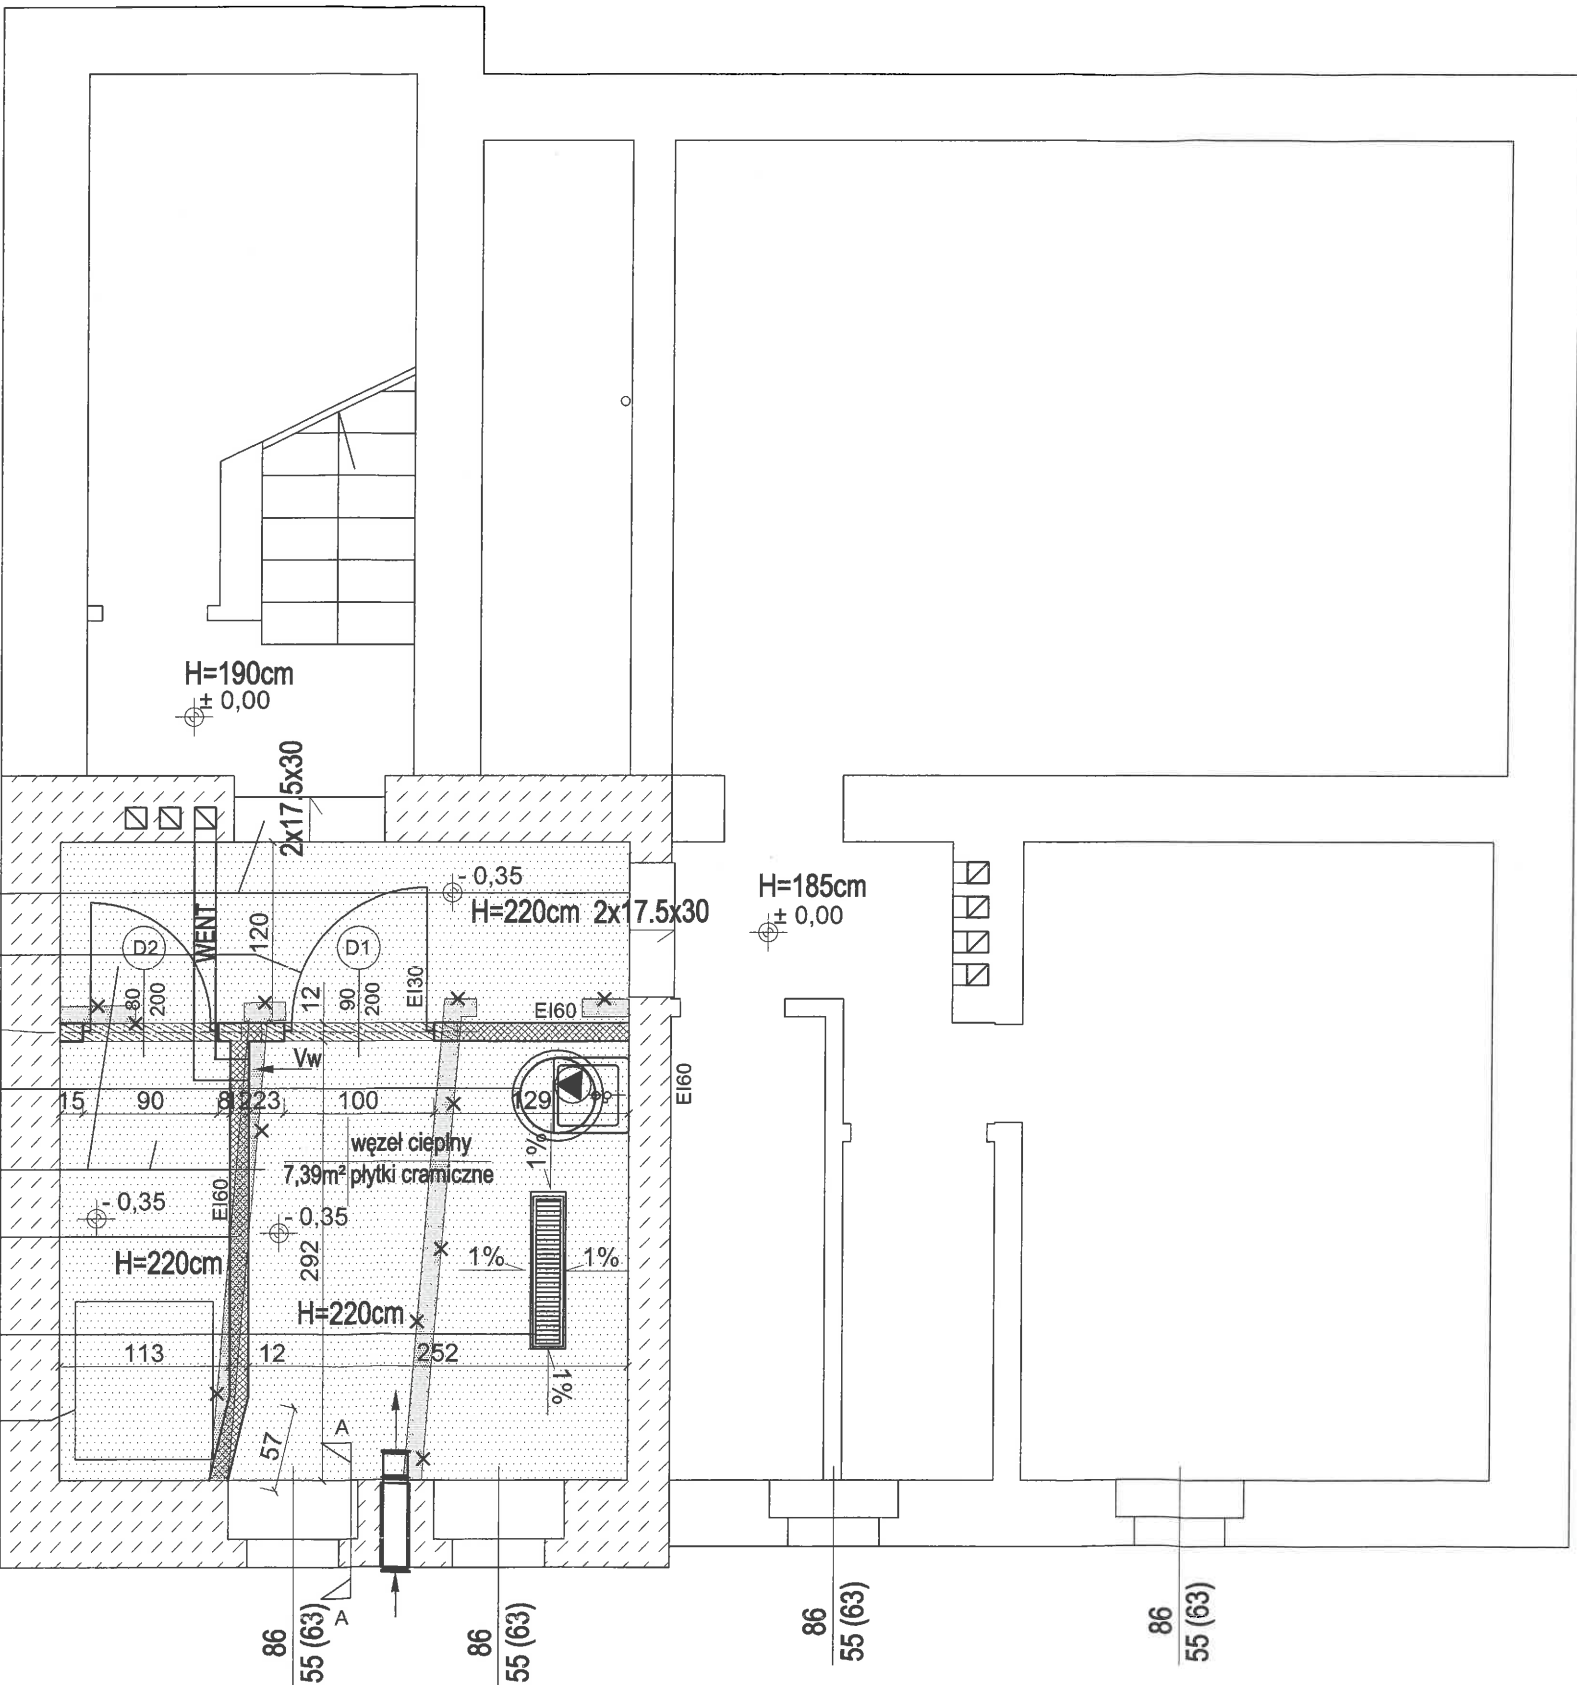 H=190cm
± 0,00
2x17.5x30
- 0,35
H=220cm 2x17.5x30
H=185cm
± 0,00
WENT
120
D2
D1
80
200
12
90
200
EI30
EI60
Vw
EI60
15
90
8
12
23
100
129
węzeł cieplny
7,39m² płytki cramiczne
1%
- 0,35
EI60
- 0,35
292
1%
1%
H=220cm
H=220cm
113
12
252
1%
57
A
A
86
55 (63)
86
55 (63)
86
55 (63)
86
55 (63)